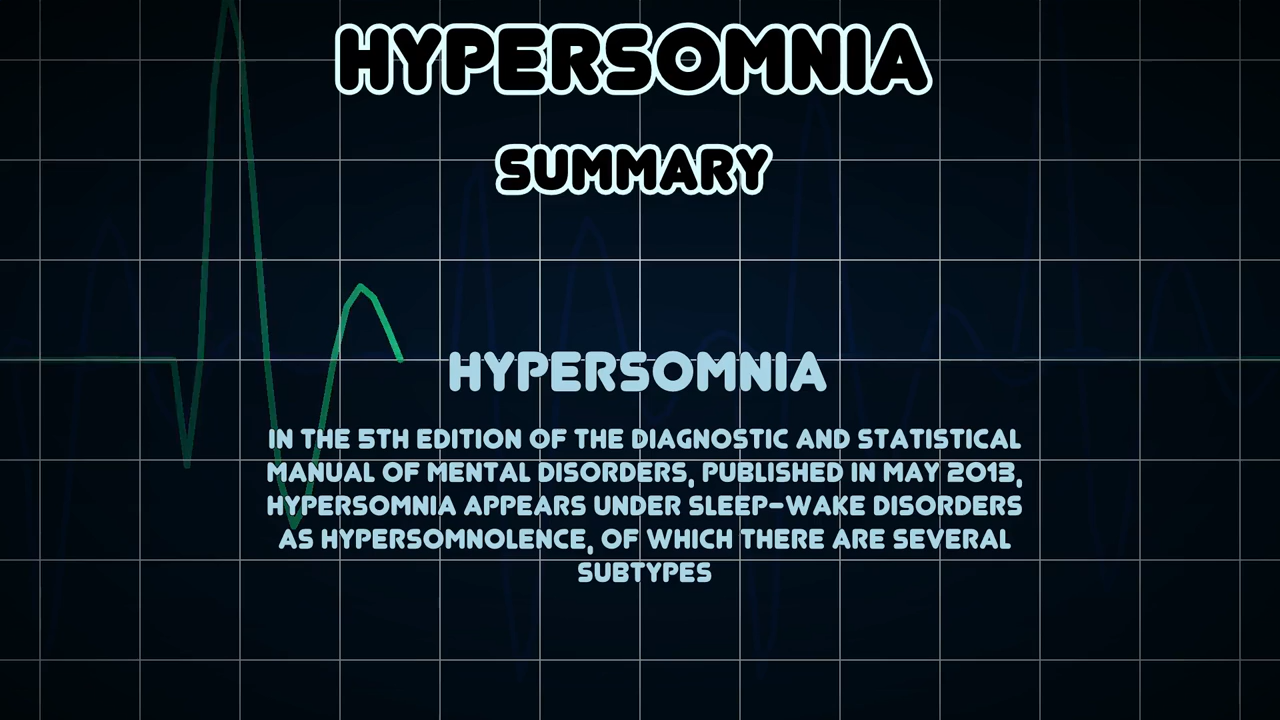 HYPERSOMNIA
SUMMARY
HYPERSOMNIA
IN THE 5TH EDITION OF THE DIAGNOSTIC AND STATISTICAL
MANUAL OF MENTAL DISORDERS, PUBLISHED IN MAY 2013,
HYPERSOMNIA APPEARS UNDER SLEEP-WAKE DISORDERS
AS HYPERSOMNOLENCE, OF WHICH THERE ARE SEVERAL
SUBTYPES